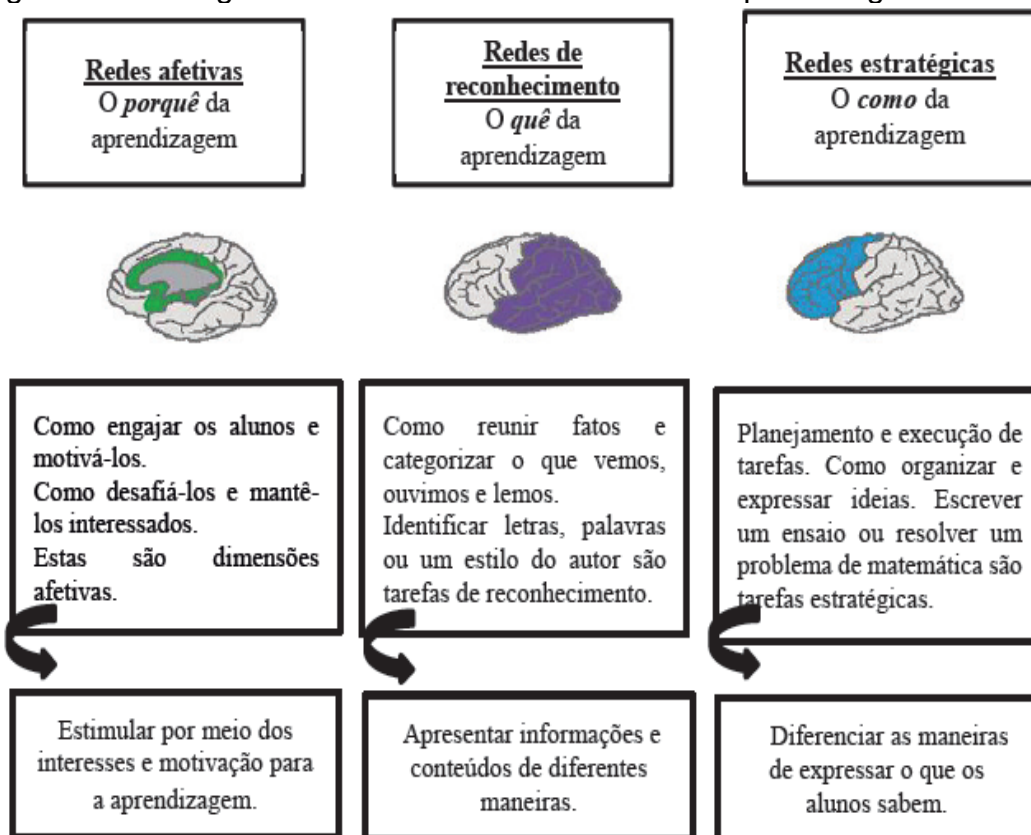 Redes afetivas
O porquê da
aprendizagem
Redes de
reconhecimento
O quê da
aprendizagem
Redes estratégicas
O como da
aprendizagem
Como engajar os alunos e
motivá-los.
Como desafiá-los e mantê-
los interessados.
Estas são dimensões
afetivas.
Como reunir fatos e
categorizar o que vemos,
ouvimos e lemos.
Identificar letras, palavras
ou um estilo do autor são
tarefas de reconhecimento.
Planejamento e execução de
tarefas. Como organizar e
expressar ideias. Escrever
um ensaio ou resolver um
problema de matemática são
tarefas estratégicas.
Estimular por meio dos
interesses e motivação para
a aprendizagem.
Apresentar informações e
conteúdos de diferentes
maneiras.
Diferenciar as maneiras
de expressar o que os
alunos sabem.